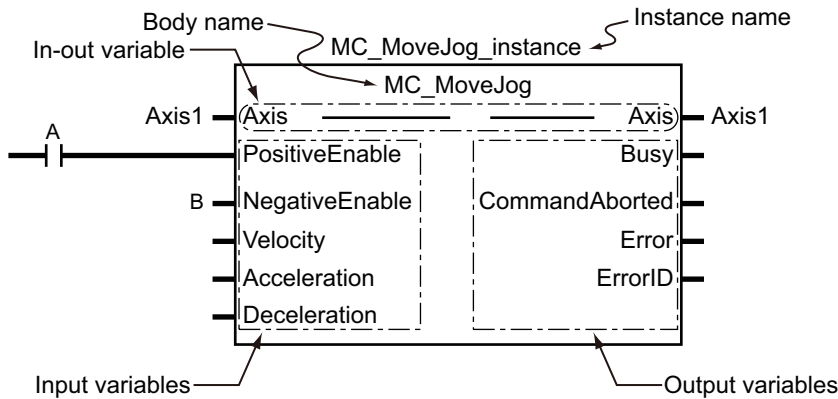 Body name
Instance name
In-out variable
MC_MoveJog_instance
MC_MoveJog
Axis1 Axis Axis Axis1
A
PositiveEnable Busy
B NegativeEnable CommandAborted
Velocity Error
Acceleration ErrorID
Deceleration
Input variables Output variables